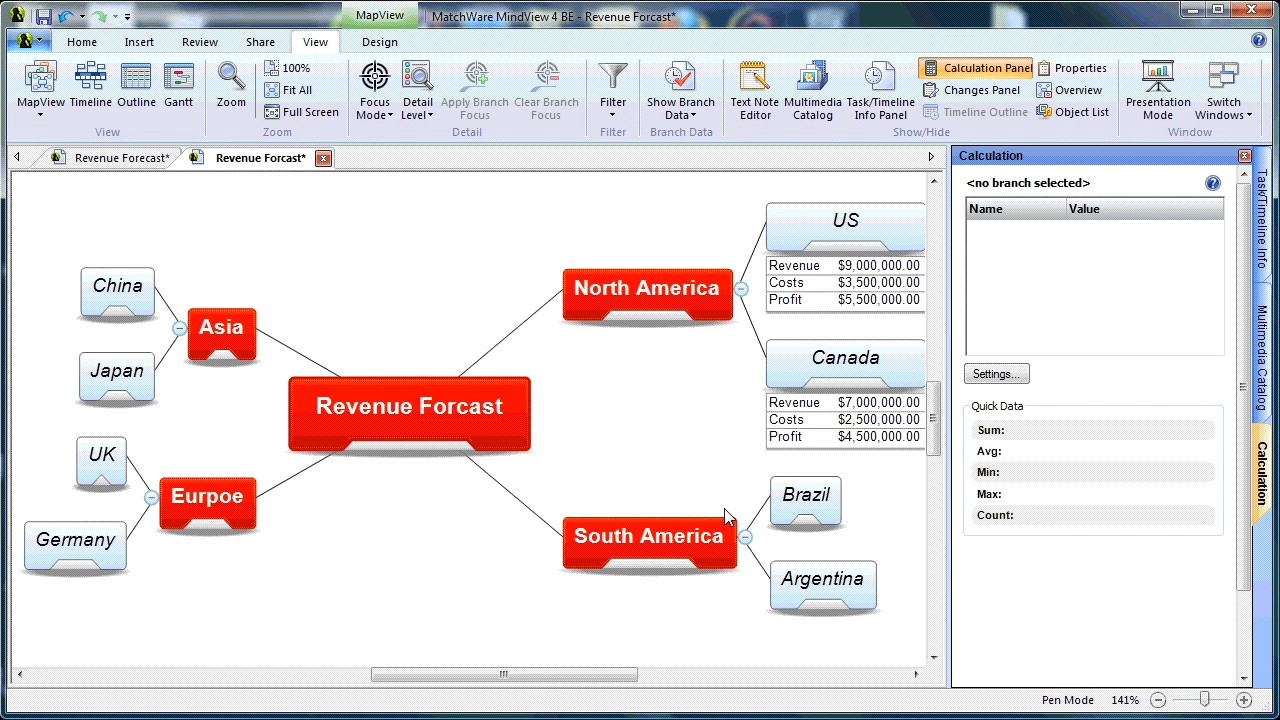 MapView
MatchWare MindView 4 BE - Revenue Forcast*
Home Insert Review Share View Design
MapView Timeline Outline Gantt
View
Zoom
100%
Fit All
Full Screen
Zoom
Focus Mode
Detail Level
Apply Branch Focus
Clear Branch Focus
Detail
Filter
Filter
Show Branch Data
Branch Data
Text Note Editor
Multimedia Catalog
Task/Timeline Info Panel
Calculation Panel
Changes Panel
Timeline Outline
Properties
Overview
Object List
Show/Hide
Presentation Mode
Switch Windows
Window
Revenue Forecast*
Revenue Forcast*
China
Japan
Asia
UK
Germany
Eurpoe
Revenue Forcast
North America
US
Revenue $9,000,000.00
Costs $3,500,000.00
Profit $5,500,000.00
Canada
Revenue $7,000,000.00
Costs $2,500,000.00
Profit $4,500,000.00
South America
Brazil
Argentina
Calculation
<no branch selected>
Name Value
Settings...
Quick Data
Sum:
Avg:
Min:
Max:
Count:
Task/Timeline Info
Multimedia Catalog
Calculation
Pen Mode 141%